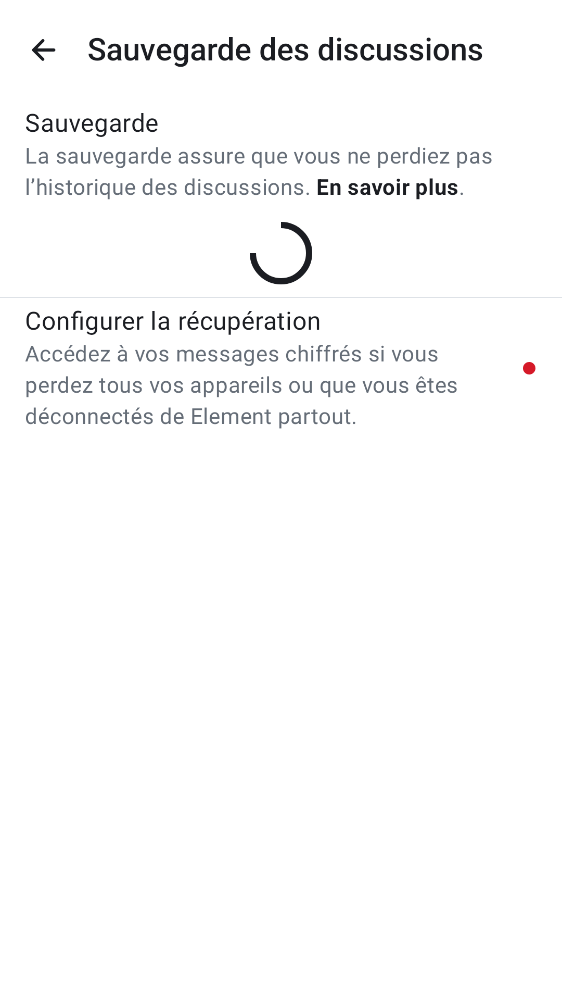 Sauvegarde des discussions
Sauvegarde
La sauvegarde assure que vous ne perdiez pas
l’historique des discussions. En savoir plus.
Configurer la récupération
Accédez à vos messages chiffrés si vous
perdez tous vos appareils ou que vous êtes
déconnectés de Element partout.